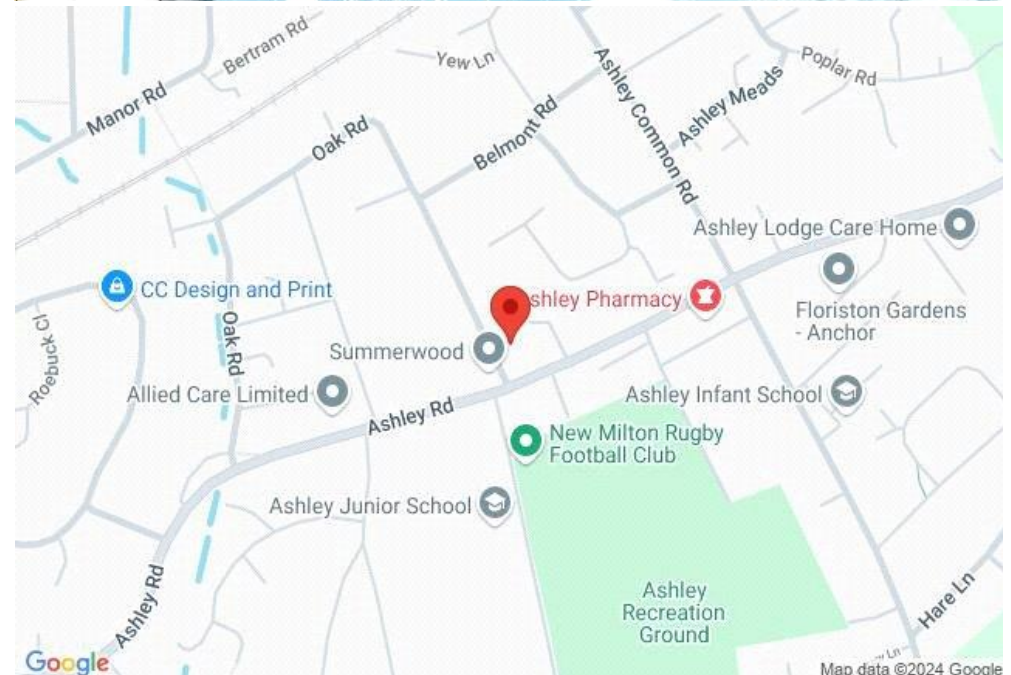 Bertram Rd
Yew Ln
Poplar Rd
Manor Rd
Ashley Common Rd
Ashley Meads
Oak Rd
Belmont Rd
Ashley Lodge Care Home
CC Design and Print
shley Pharmacy
Floriston Gardens
- Anchor
Roebuck Cl
Oak Rd
Summerwood
Allied Care Limited
Ashley Rd
Ashley Infant School
New Milton Rugby
Football Club
Ashley Junior School
Ashley
Recreation
Ground
Ashley Rd
Hare Ln
Ln
Google
Map data ©2024 Google